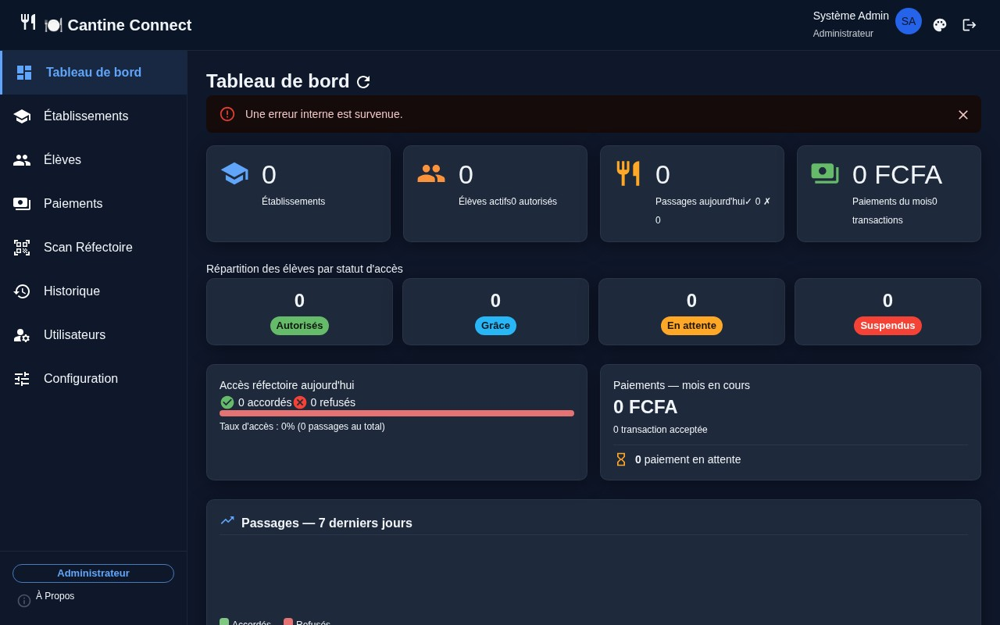 🍽️ Cantine Connect
Système Admin
Administrateur
SA
Tableau de bord
Établissements
Élèves
Paiements
Scan Réfectoire
Historique
Utilisateurs
Configuration
Administrateur
À Propos
Tableau de bord
Une erreur interne est survenue.
0
Établissements
0
Élèves actifs0 autorisés
0
Passages aujourd'hui✓ 0 ✗
0
0 FCFA
Paiements du mois0
transactions
Répartition des élèves par statut d'accès
0
Autorisés
0
Grâce
0
En attente
0
Suspendus
Accès réfectoire aujourd'hui
0 accordés 0 refusés
Taux d'accès : 0% (0 passages au total)
Paiements — mois en cours
0 FCFA
0 transaction acceptée
0 paiement en attente
Passages — 7 derniers jours
Accordés Refusés